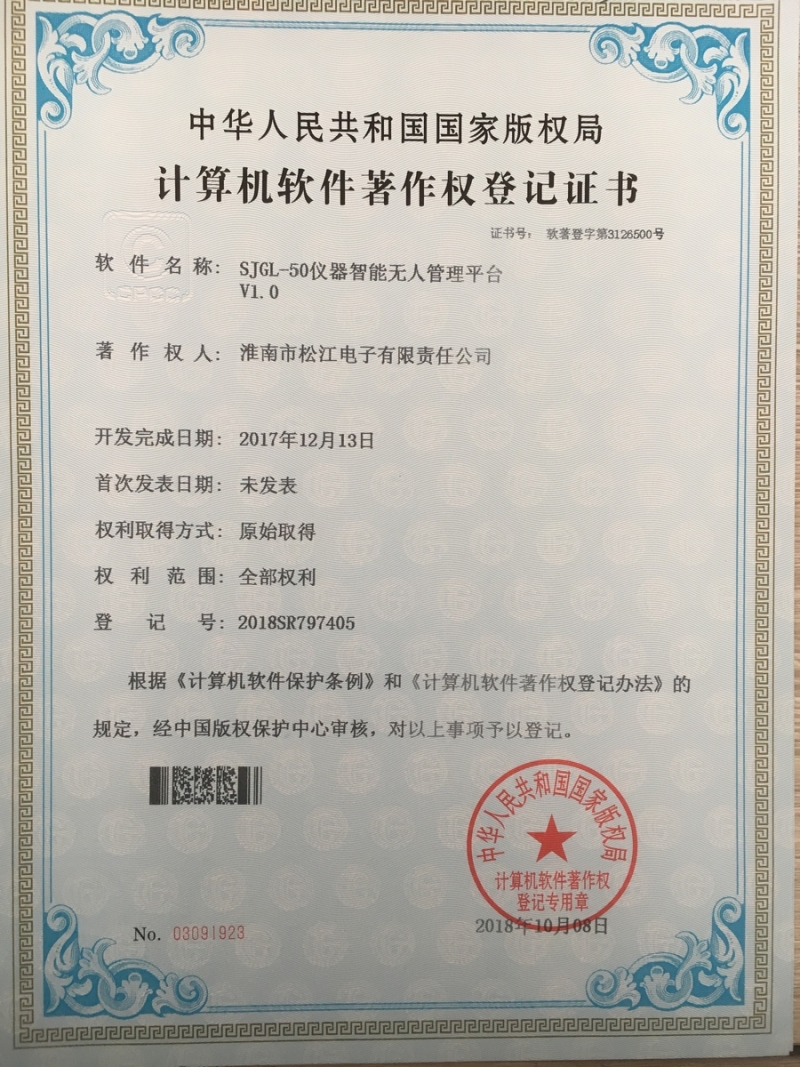 中华人民共和国国家版权局
计算机软件著作权登记证书
证书号： 软著登字第3126500号
软件名称： SJGL-50仪器智能无人管理平台
V1.0
著作权人： 淮南市松江电子有限责任公司
开发完成日期： 2017年12月13日
首次发表日期： 未发表
权利取得方式： 原始取得
权利范围： 全部权利
登记号： 2018SR797405
根据《计算机软件保护条例》和《计算机软件著作权登记办法》的
规定，经中国版权保护中心审核，对以上事项予以登记。
中华人民共和国国家版权局
计算机软件著作权
登记专用章
2018年10月08日
No. 03091923
CPCC